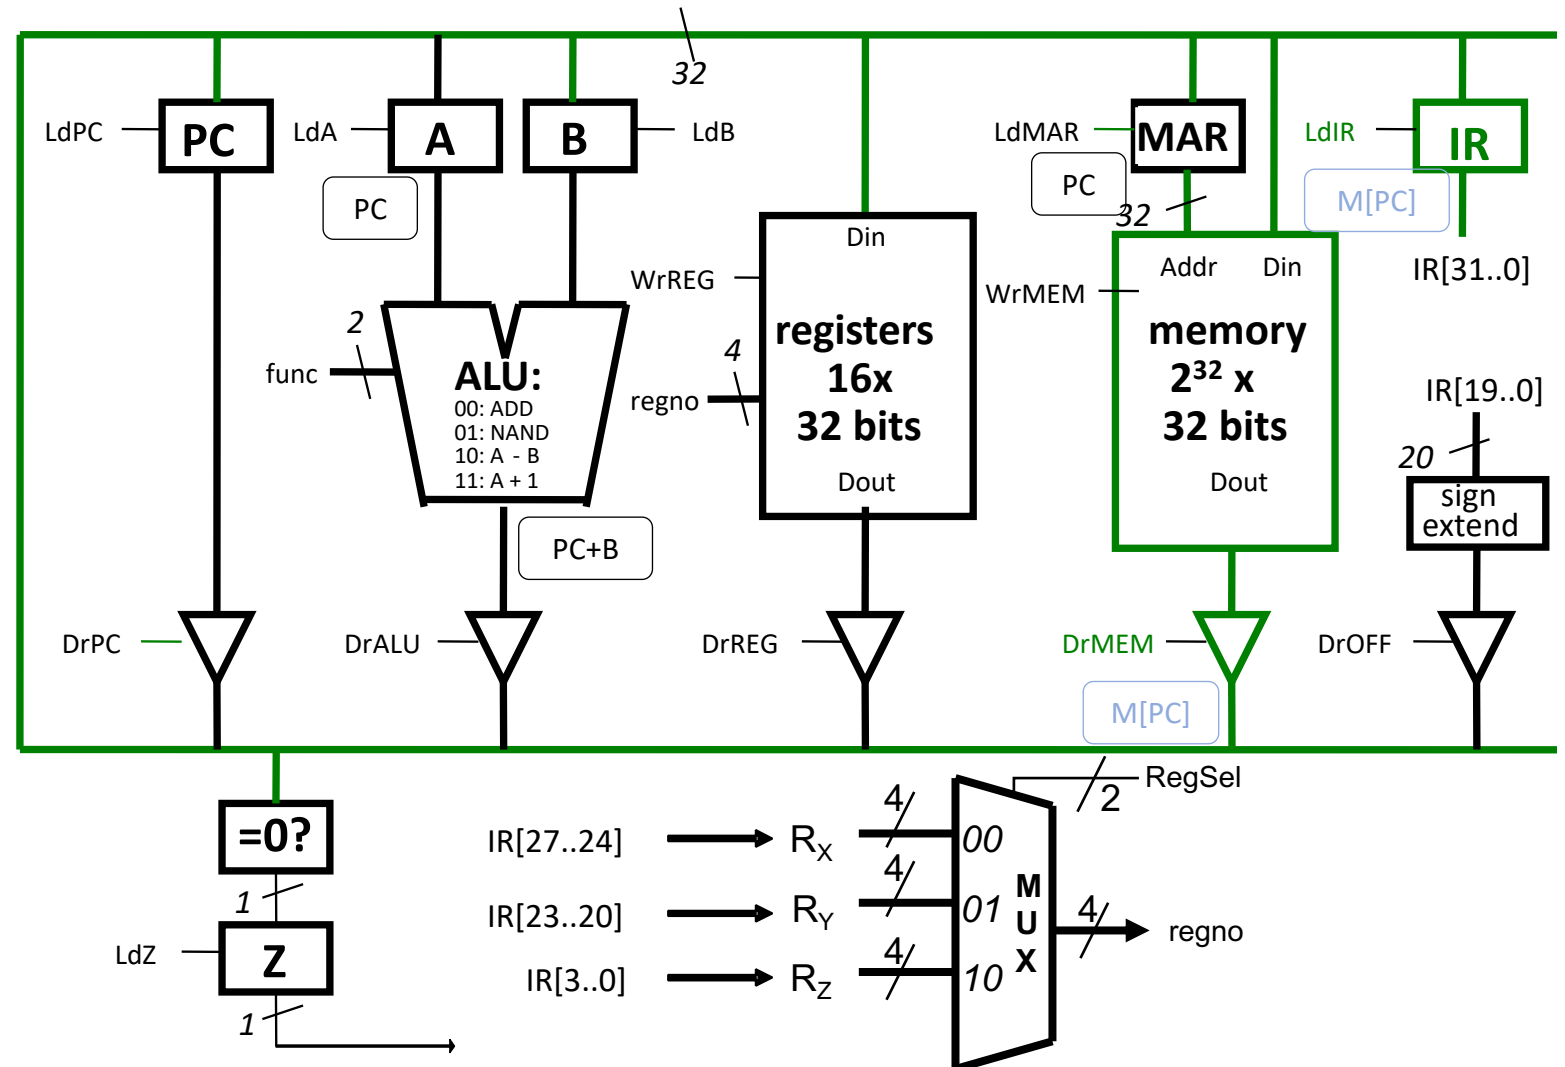 32
LdPC
PC
LdA
A
B
LdB
LdMAR
MAR
LdIR
IR
PC
PC
32
M[PC]
Din
Addr
Din
IR[31..0]
WrREG
WrMEM
2
func
ALU:
00: ADD
01: NAND
10: A - B
11: A + 1
4
regno
registers
16x
32 bits
memory
2³² x
32 bits
IR[19..0]
20
Dout
Dout
sign
extend
PC+B
DrPC
DrALU
DrREG
DrMEM
DrOFF
M[PC]
RegSel
2
=0?
1
LdZ
Z
1
IR[27..24]
RX
4
00
IR[23..20]
RY
4
01
IR[3..0]
RZ
4
10
M
U
X
4
regno